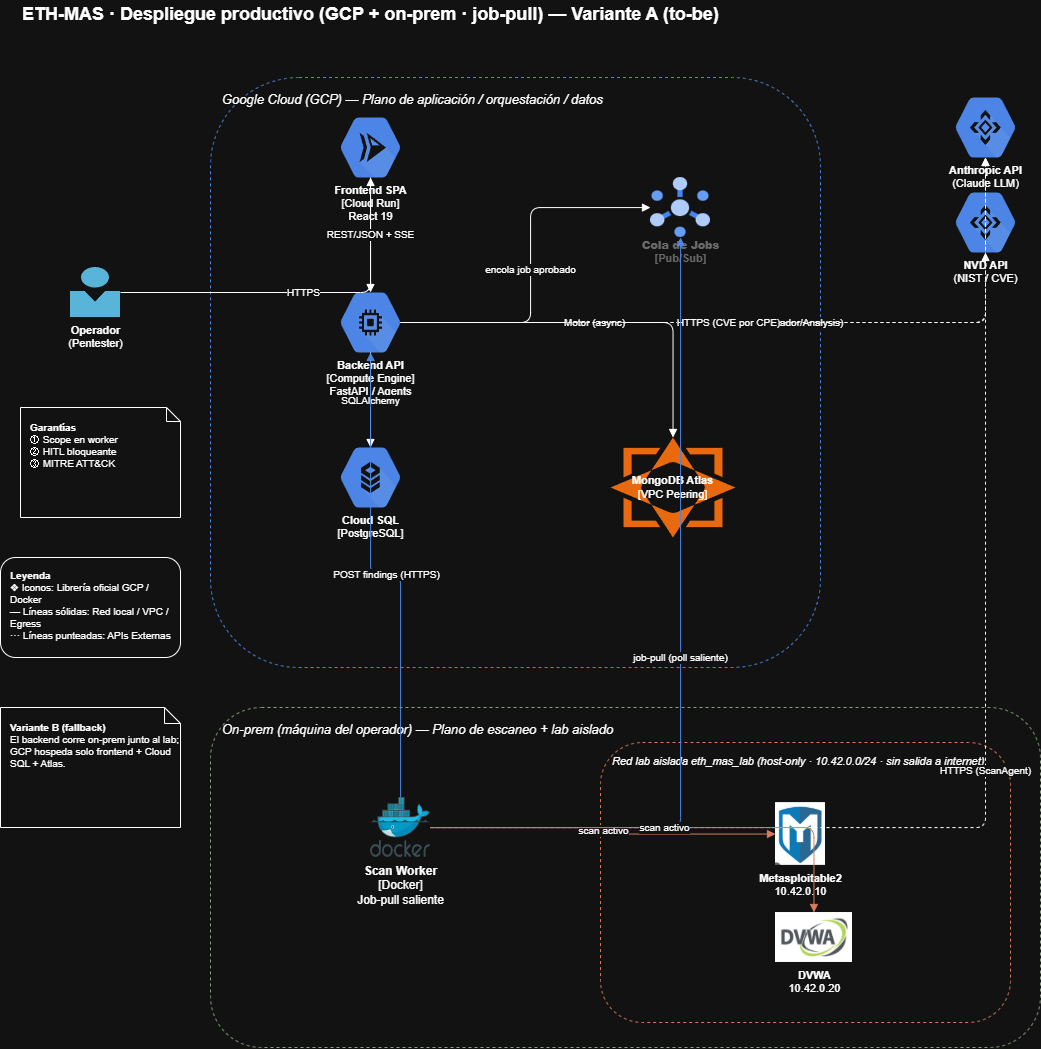 ETH-MAS · Despliegue productivo (GCP + on-prem · job-pull) — Variante A (to-be)
Google Cloud (GCP) — Plano de aplicación / orquestación / datos
Frontend SPA
[Cloud Run]
React 19
REST/JSON + SSE
Cola de Jobs
[Pub/Sub]
Anthropic API
(Claude LLM)
NVD API
(NIST / CVE)
encola job aprobado
HTTPS
Operador
(Pentester)
Motor (async)
HTTPS (CVE por CPE)ador/Analysis)
Backend API
[Compute Engine]
FastAPI / Agents
SQLAlchemy
Garantías
① Scope en worker
② HITL bloqueante
③ MITRE ATT&CK
MongoDB Atlas
[VPC Peering]
Cloud SQL
[PostgreSQL]
POST findings (HTTPS)
Leyenda
❖ Iconos: Librería oficial GCP /
Docker
— Líneas sólidas: Red local / VPC /
Egress
··· Líneas punteadas: APIs Externas
job-pull (poll saliente)
Variante B (fallback)
El backend corre on-prem junto al lab;
GCP hospeda solo frontend + Cloud
SQL + Atlas.
On-prem (máquina del operador) — Plano de escaneo + lab aislado
Red lab aislada eth_mas_lab (host-only · 10.42.0.0/24 · sin salida a internet)
HTTPS (ScanAgent)
scan activo
scan activo
docker
Scan Worker
[Docker]
Job-pull saliente
Metasploitable2
10.42.0.10
DVWA
DVWA
10.42.0.20